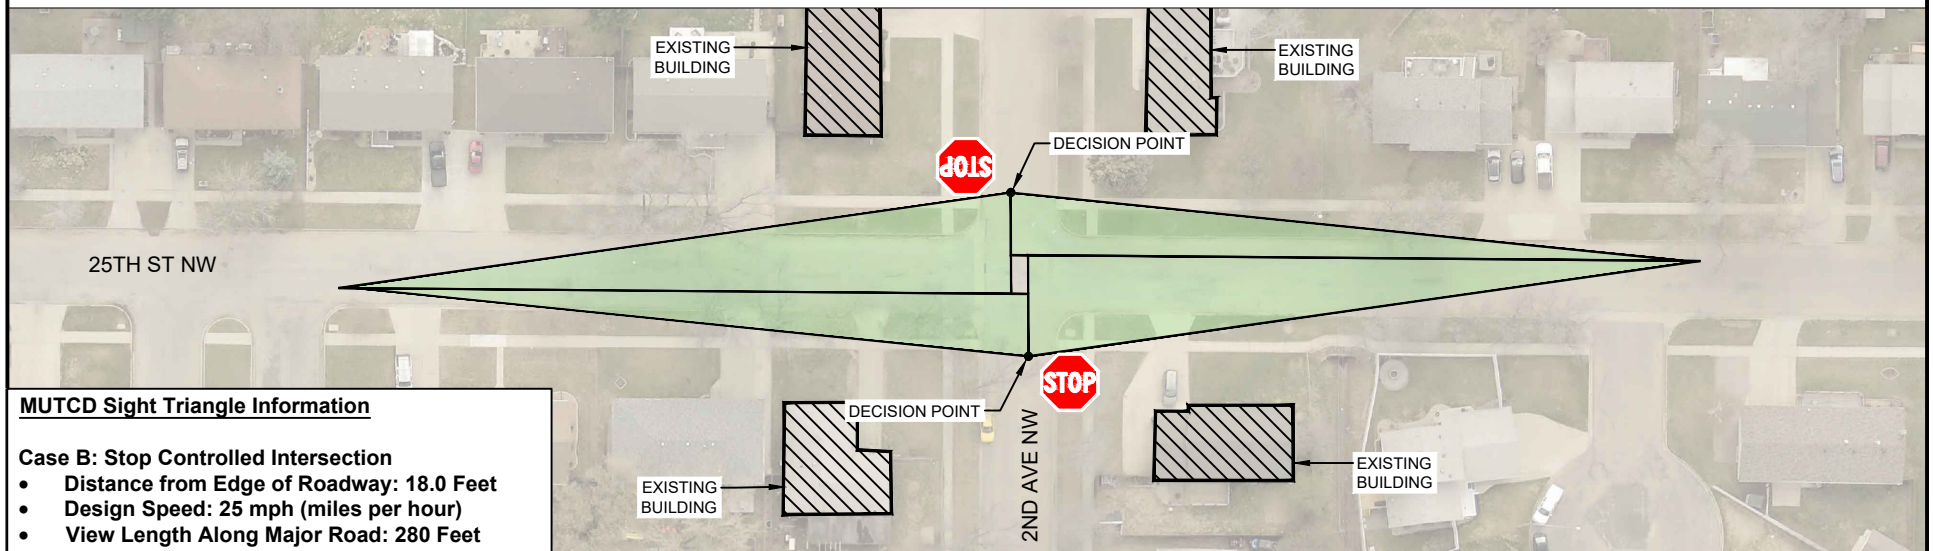 EXISTING
BUILDING
EXISTING
BUILDING
STOP
DECISION POINT
25TH ST NW
STOP
DECISION POINT
2ND AVE NW
EXISTING
BUILDING
EXISTING
BUILDING
MUTCD Sight Triangle Information
Case B: Stop Controlled Intersection
• Distance from Edge of Roadway: 18.0 Feet
• Design Speed: 25 mph (miles per hour)
• View Length Along Major Road: 280 Feet